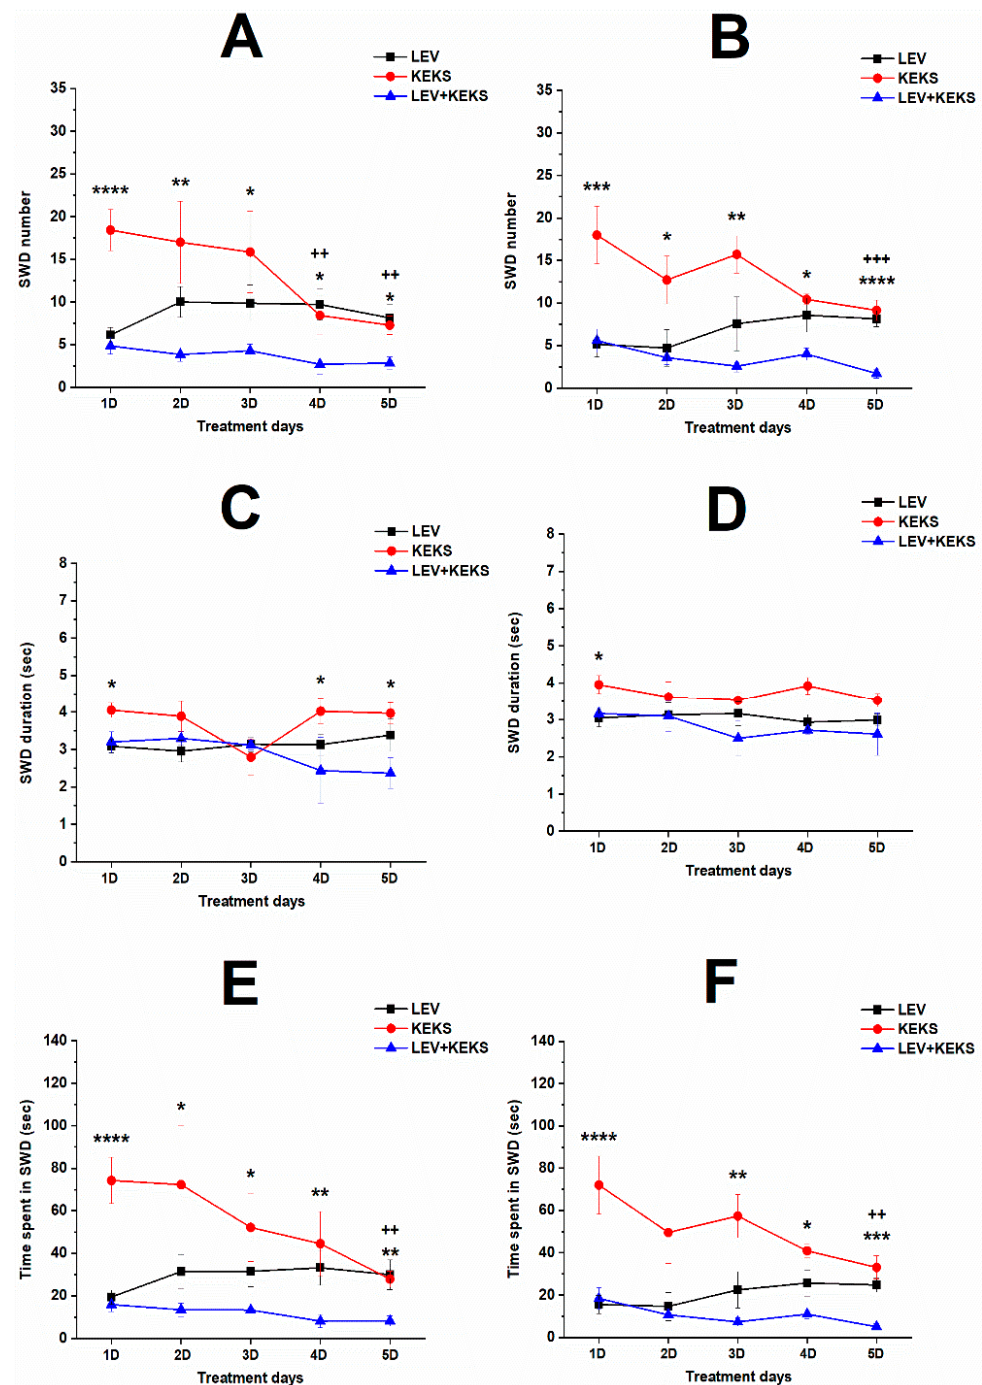 A
LEV
KEKS
LEV+KEKS
35
30
25
20
15
10
5
0
SWD number
****
**
*
++
*
++
*
1D 2D 3D 4D 5D
Treatment days
B
LEV
KEKS
LEV+KEKS
35
30
25
20
15
10
5
0
SWD number
***
*
**
*
+++
****
1D 2D 3D 4D 5D
Treatment days
C
LEV
KEKS
LEV+KEKS
8
7
6
5
4
3
2
1
0
SWD duration (sec)
*
*
*
1D 2D 3D 4D 5D
Treatment days
D
LEV
KEKS
LEV+KEKS
8
7
6
5
4
3
2
1
0
SWD duration (sec)
*
1D 2D 3D 4D 5D
Treatment days
E
LEV
KEKS
LEV+KEKS
140
120
100
80
60
40
20
0
Time spent in SWD (sec)
****
*
*
**
++
**
1D 2D 3D 4D 5D
Treatment days
F
LEV
KEKS
LEV+KEKS
140
120
100
80
60
40
20
0
Time spent in SWD (sec)
****
**
*
++
***
1D 2D 3D 4D 5D
Treatment days